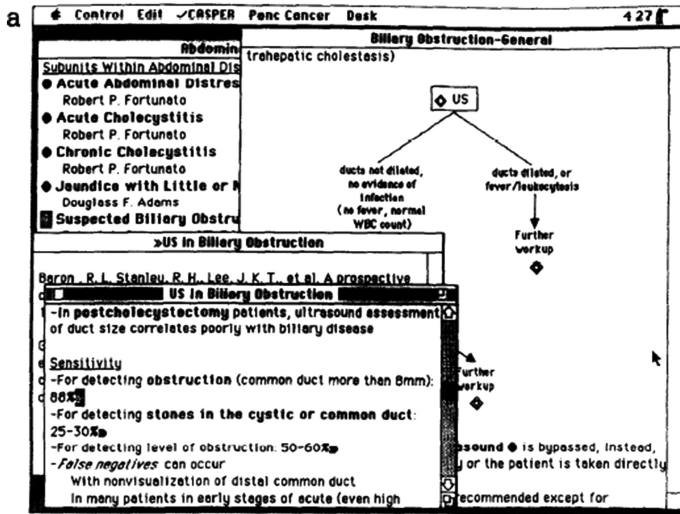 a
Control Edit ✓CASPER Penc Cancer Desk 4 27
Abdomin
Subunits Within Abdominal Dis
● Acute Abdominal Distres
Robert P. Fortunato
● Acute Cholecystitis
Robert P. Fortunato
● Chronic Cholecystitis
Robert P. Fortunato
● Jaundice with Little or N
Douglass F. Adams
Suspected Biliary Obstru
Biliary Obstruction-General
trahepatic cholestasis)
US
ducts not dilated,
no evidence of
infection
(no fever, normal
WBC count)
ducts dilated, or
fever/leukocytosis
Further
workup
»US in Biliary Obstruction
Baron, R.L. Stanley, R.H., Lee, J.K.T., et al. A prospective
US in Biliary Obstruction
-In postcholecystectomy patients, ultrasound assessment
of duct size correlates poorly with biliary disease
Sensitivity
-For detecting obstruction (common duct more than 8mm):
88%
-For detecting stones in the cystic or common duct:
25-30%
-For detecting level of obstruction: 50-60%
-False negatives can occur
With nonvisualization of distal common duct
In many patients in early stages of acute (even high
Further
workup
sound ● is bypassed, instead,
y or the patient is taken directly
recommended except for